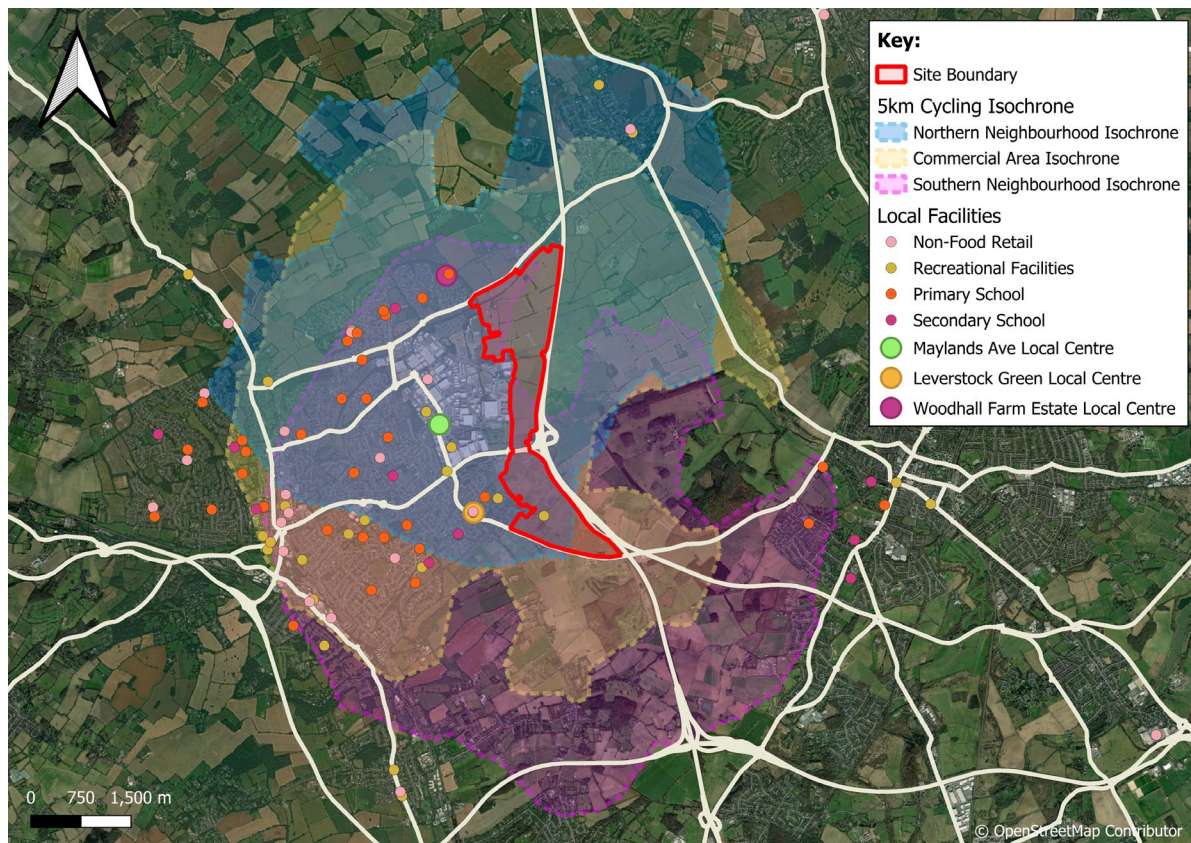 Key:
Site Boundary
5km Cycling Isochrone
Northern Neighbourhood Isochrone
Commercial Area Isochrone
Southern Neighbourhood Isochrone
Local Facilities
Non-Food Retail
Recreational Facilities
Primary School
Secondary School
Maylands Ave Local Centre
Leverstock Green Local Centre
Woodhall Farm Estate Local Centre
0 750 1,500 m
© OpenStreetMap Contributor